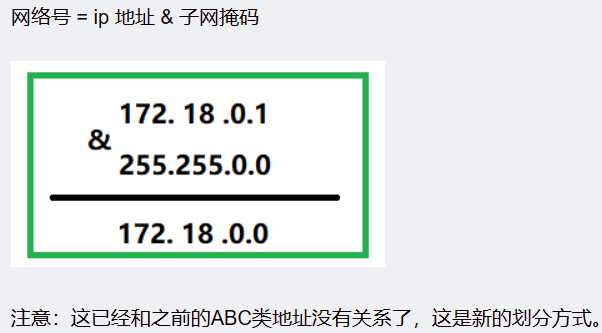 网络号 = ip 地址 & 子网掩码
172. 18 .0.1
&
255.255.0.0
172. 18 .0.0
注意：这已经和之前的ABC类地址没有关系了，这是新的划分方式。